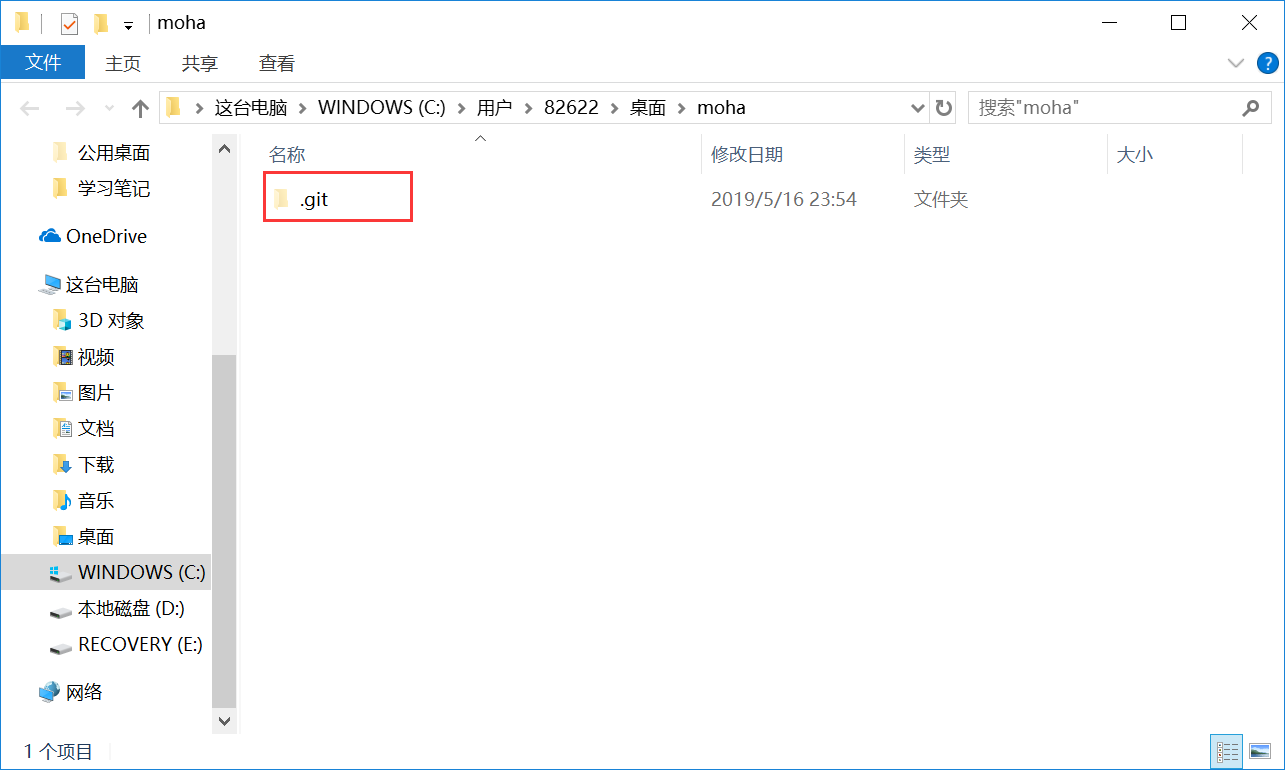 moha
文件 主页 共享 查看
这台电脑 WINDOWS (C:) 用户 82622 桌面 moha 搜索"moha"
公用桌面
学习笔记
OneDrive
这台电脑
3D 对象
视频
图片
文档
下载
音乐
桌面
WINDOWS (C:)
本地磁盘 (D:)
RECOVERY (E:)
网络
名称 修改日期 类型 大小
.git 2019/5/16 23:54 文件夹
1 个项目